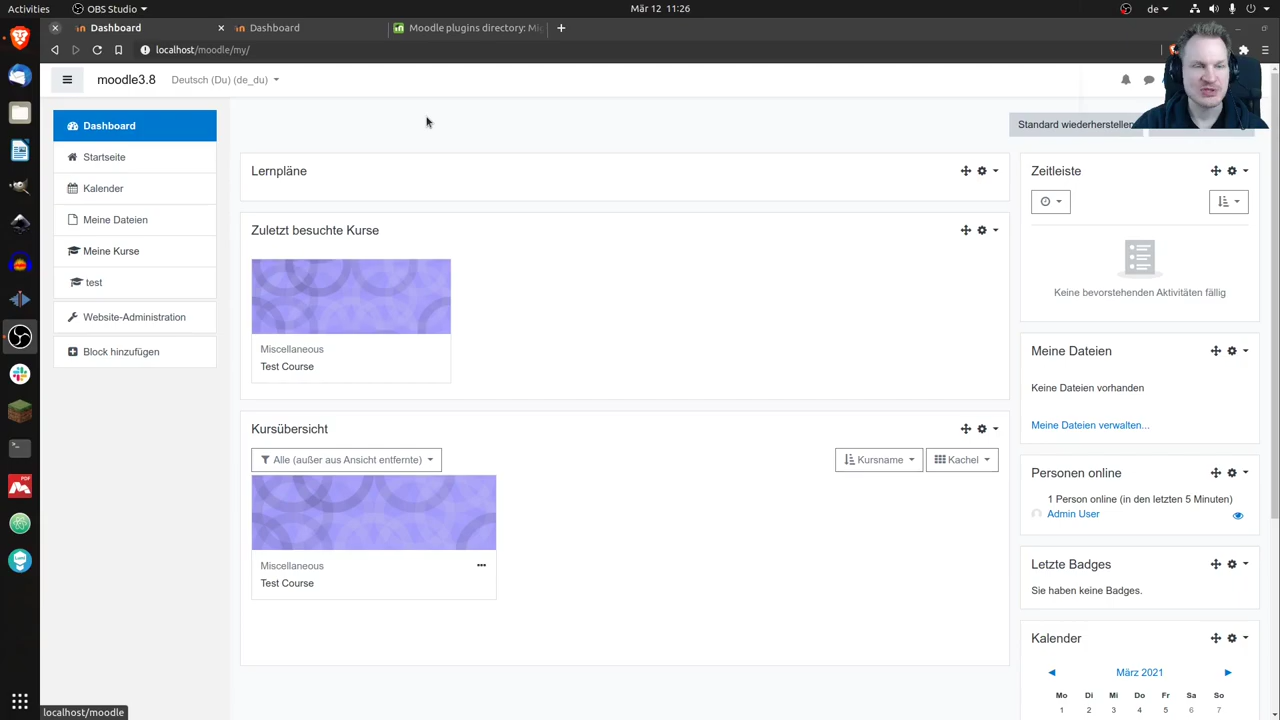 Activities
OBS Studio
Mär 12 11:26
de
Dashboard
Dashboard
Moodle plugins directory: Mi
localhost/moodle/my/
moodle3.8
Deutsch (Du) (de_du)
Dashboard
Startseite
Kalender
Meine Dateien
Meine Kurse
test
Website-Administration
Block hinzufügen
Standard wiederherstellen
Lernpläne
Zuletzt besuchte Kurse
Miscellaneous
Test Course
Kursübersicht
Alle (außer aus Ansicht entfernte)
Kursname
Kachel
Miscellaneous
Test Course
Zeitleiste
Keine bevorstehenden Aktivitäten fällig
Meine Dateien
Keine Dateien vorhanden
Meine Dateien verwalten...
Personen online
1 Person online (in den letzten 5 Minuten)
Admin User
Letzte Badges
Sie haben keine Badges.
Kalender
März 2021
Mo Di Mi Do Fr Sa So
1 2 3 4 5 6 7
localhost/moodle
PDF